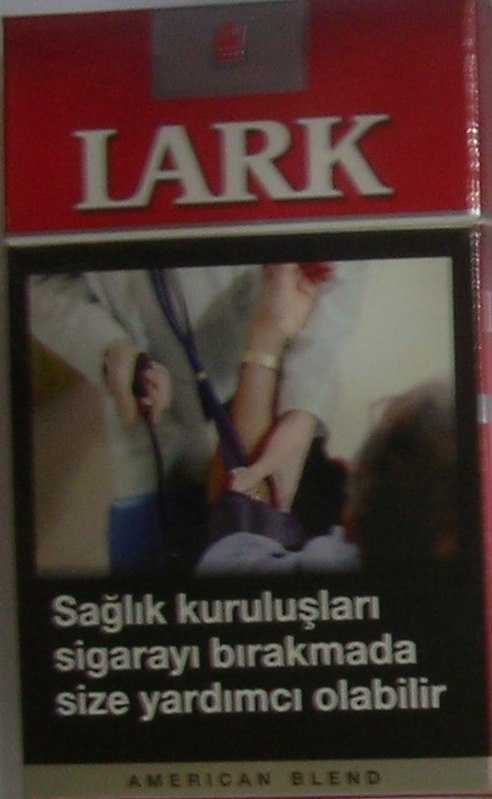 LARK
Sağlık kuruluşları
sigarayı bırakmada
size yardımcı olabilir
AMERICAN BLEND